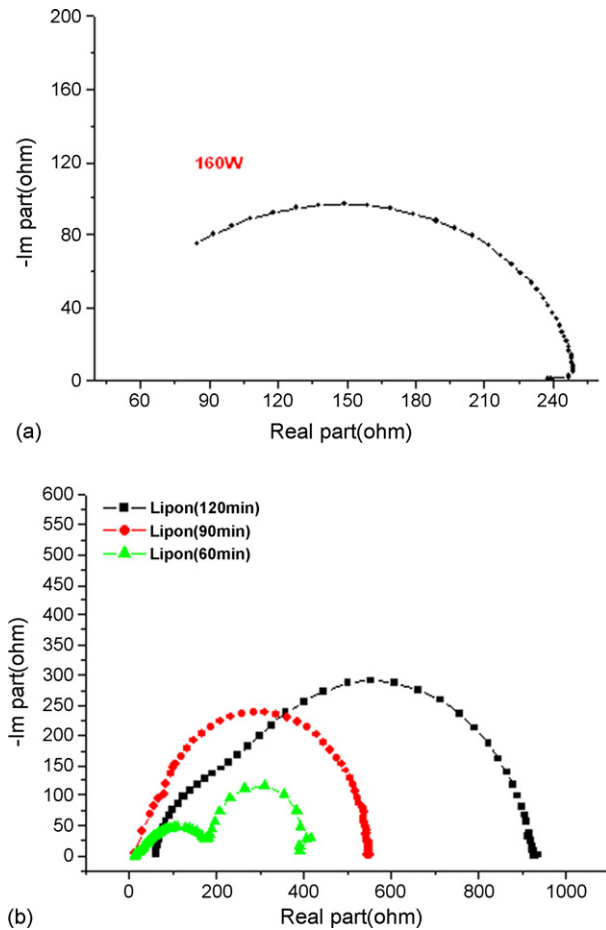 200
160
160W
120
80
40
0
-Im part(ohm)
60 90 120 150 180 210 240
(a)
Real part(ohm)
600
550
500
450
400
350
300
250
200
150
100
50
0
-Im part(ohm)
Lipon(120min)
Lipon(90min)
Lipon(60min)
0 200 400 600 800 1000
(b)
Real part(ohm)